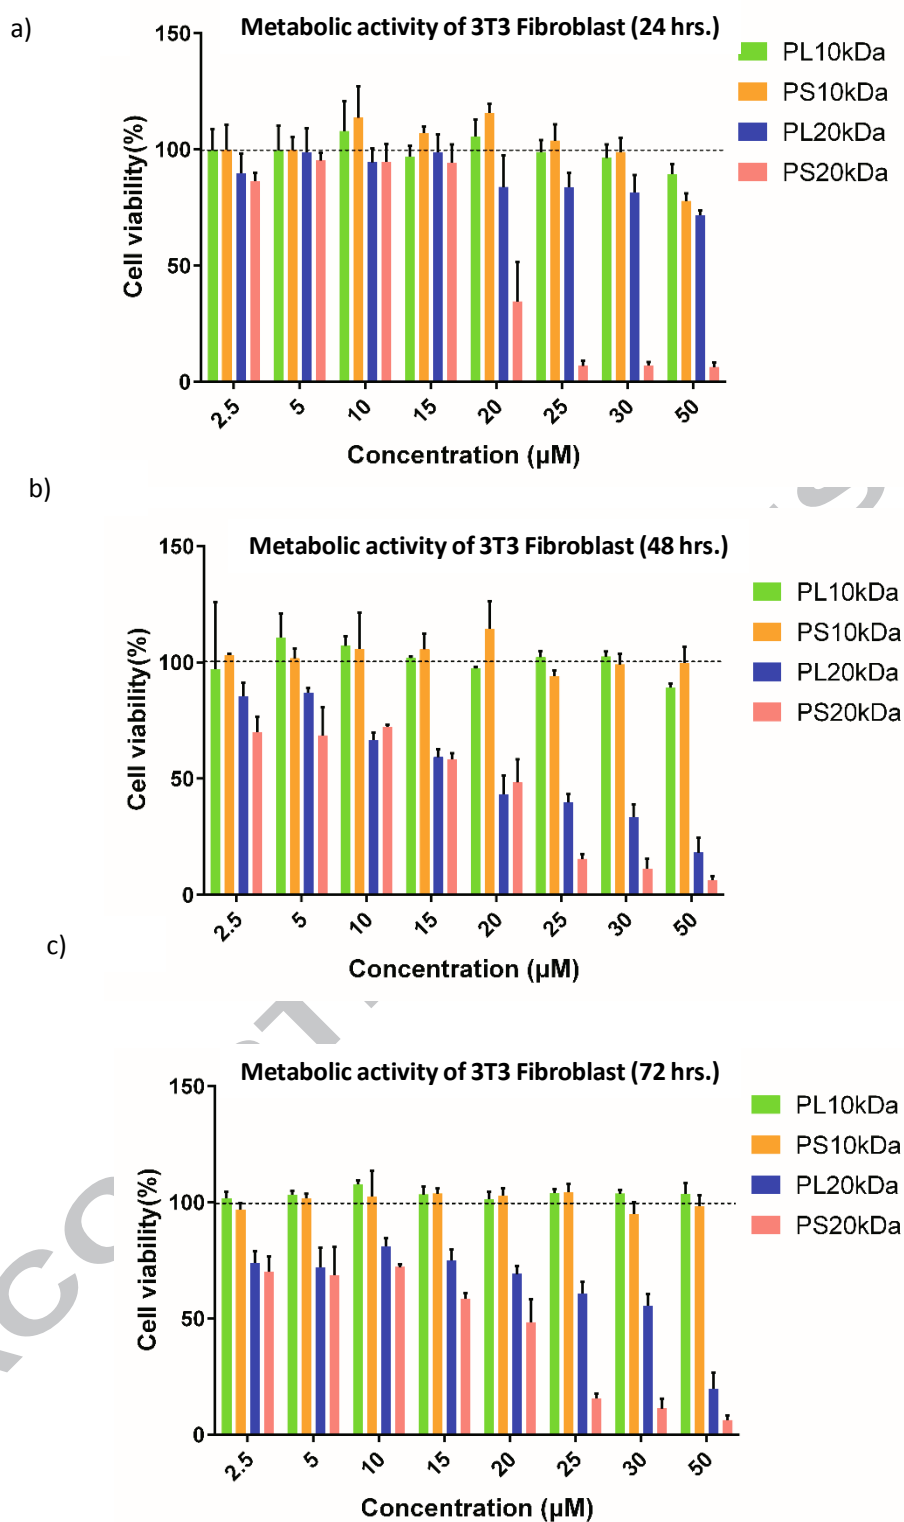 a)
Metabolic activity of 3T3 Fibroblast (24 hrs.)
150
100
50
0
Cell viability(%)
2.5 5 10 15 20 25 30 50
Concentration (µM)
PL10kDa
PS10kDa
PL20kDa
PS20kDa
b)
Metabolic activity of 3T3 Fibroblast (48 hrs.)
150
100
50
0
Cell viability(%)
2.5 5 10 15 20 25 30 50
Concentration (µM)
PL10kDa
PS10kDa
PL20kDa
PS20kDa
c)
Metabolic activity of 3T3 Fibroblast (72 hrs.)
150
100
50
0
Cell viability(%)
2.5 5 10 15 20 25 30 50
Concentration (µM)
PL10kDa
PS10kDa
PL20kDa
PS20kDa